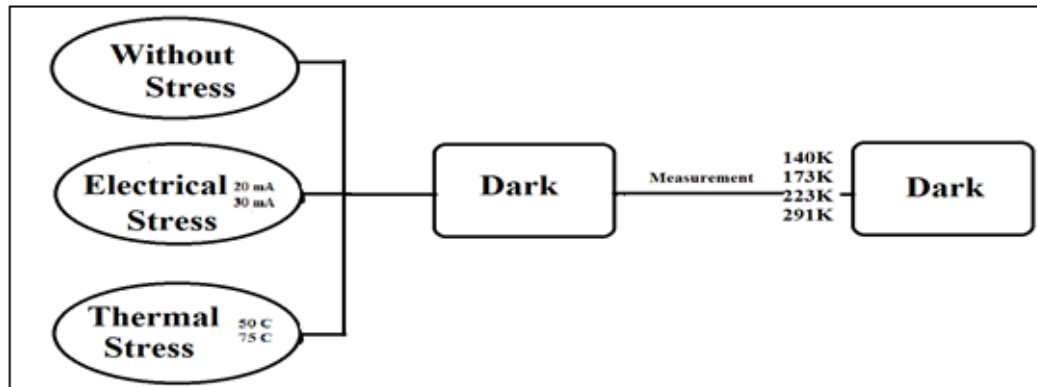 Without
Stress
Electrical
20 mA
30 mA
Stress
Thermal
50 C
75 C
Stress
Dark
Measurement
140K
173K
223K
291K
Dark